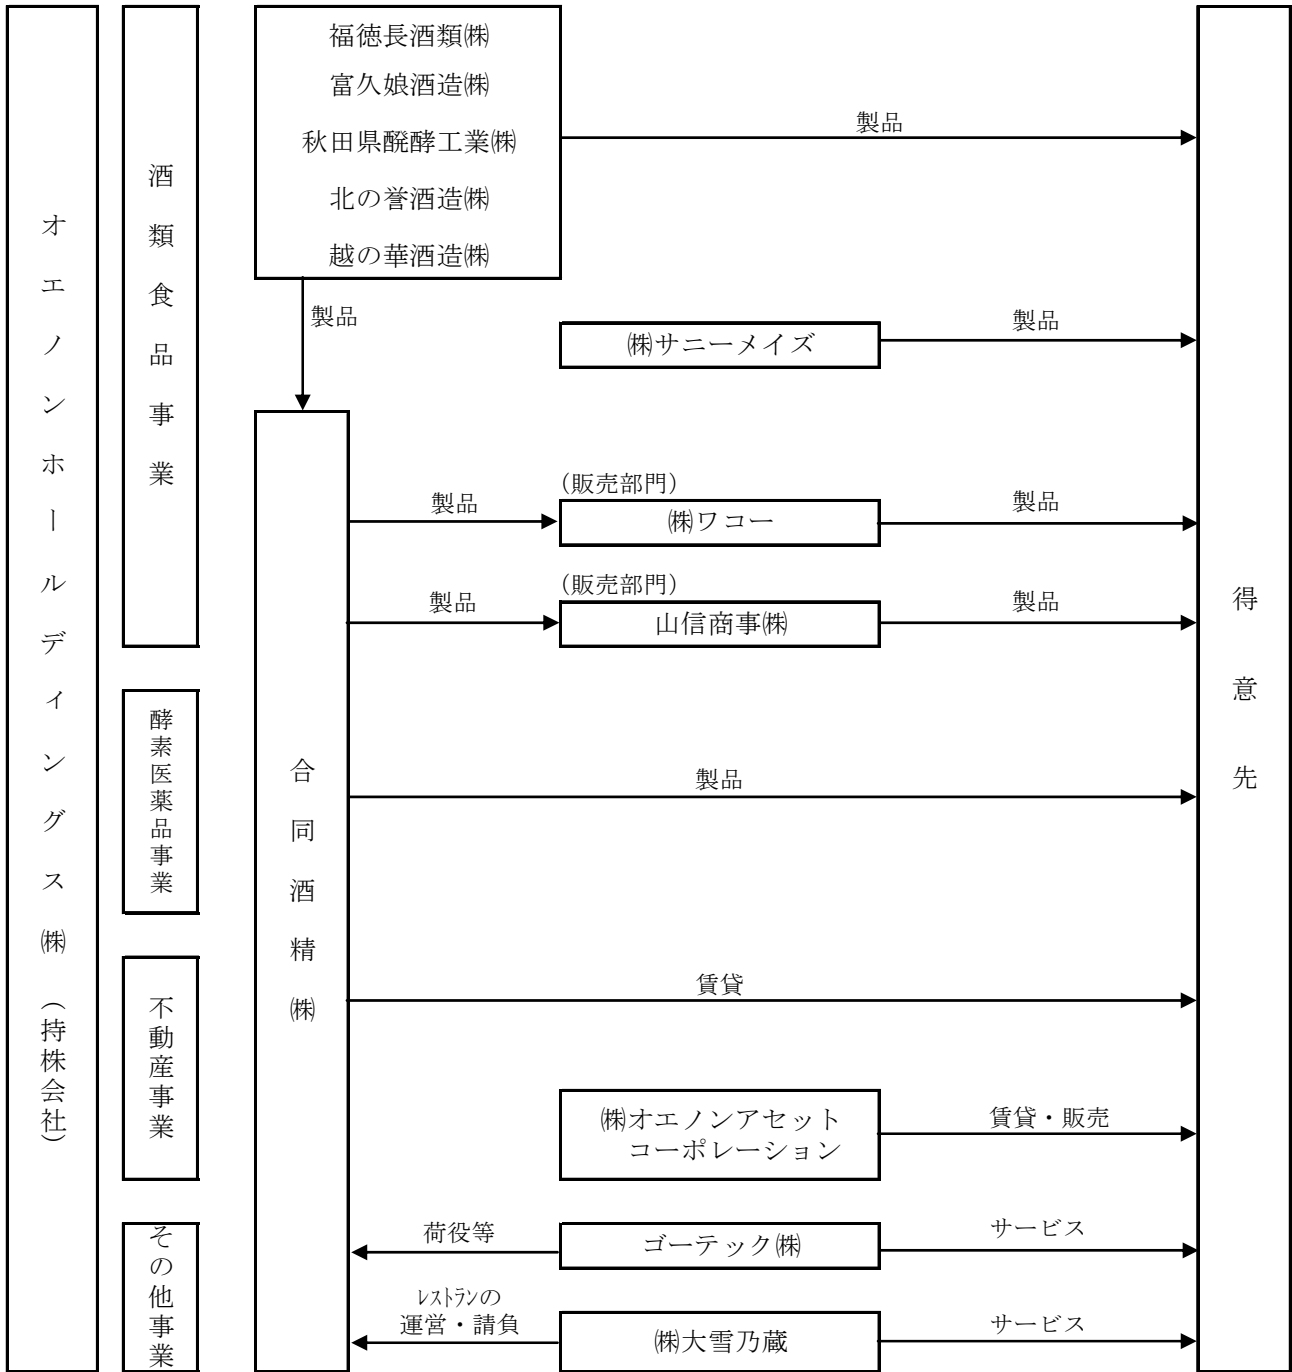 オエノンホールディングス㈱（持株会社）
酒類食品事業
酵素医薬品事業
不動産事業
その他事業
福徳長酒類㈱
富久娘酒造㈱
秋田県醗酵工業㈱
北の誉酒造㈱
越の華酒造㈱
製品
製品
㈱サニーメイズ
製品
合同酒精㈱
製品
（販売部門）
㈱ワコー
製品
製品
（販売部門）
山信商事㈱
製品
製品
賃貸
㈱オエノンアセット
コーポレーション
賃貸・販売
荷役等
ゴーテック㈱
サービス
ﾚｽﾄﾗﾝの
運営・請負
㈱大雪乃蔵
サービス
得意先